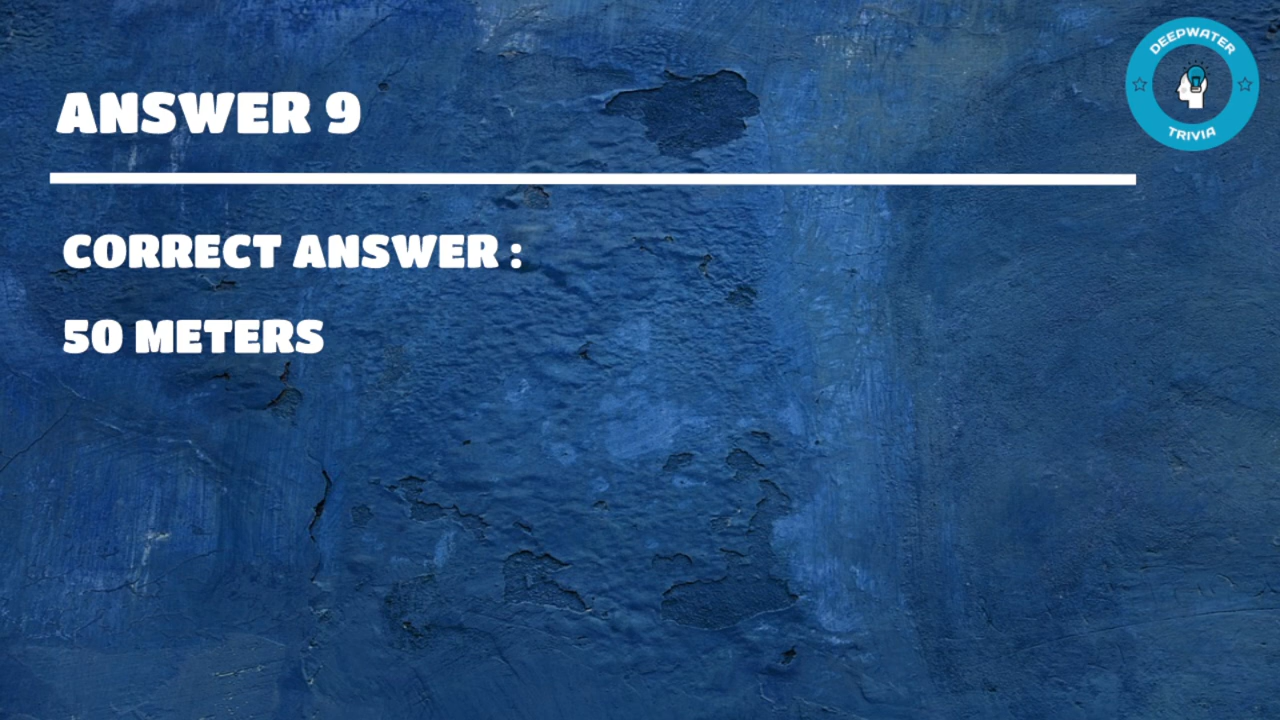 DEEPWATER
TRIVIA
ANSWER 9
CORRECT ANSWER :
50 METERS